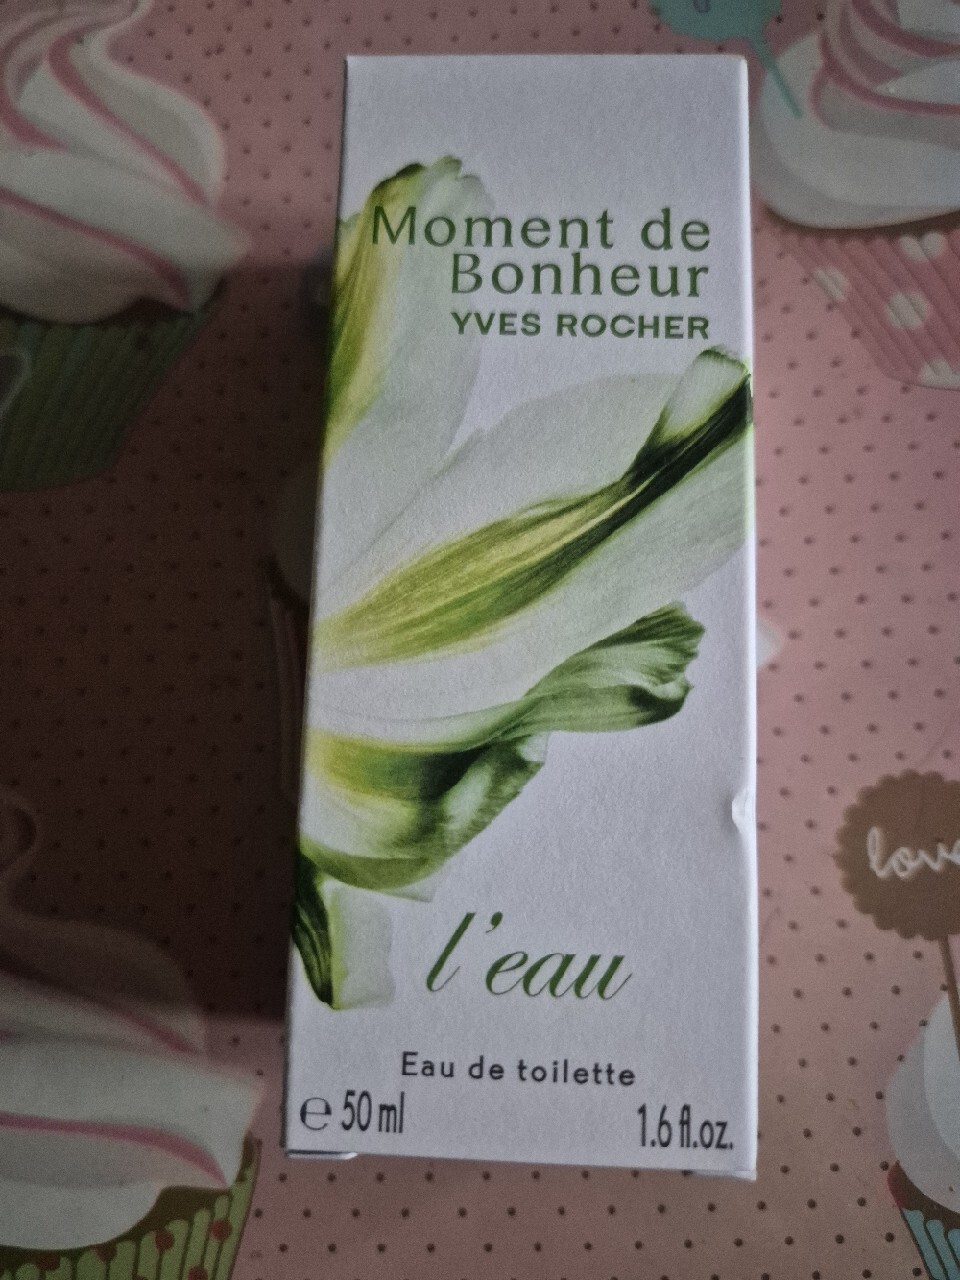 Moment de
Bonheur
YVES ROCHER
l'eau
Eau de toilette
℮ 50 ml
1.6 fl.oz.
love